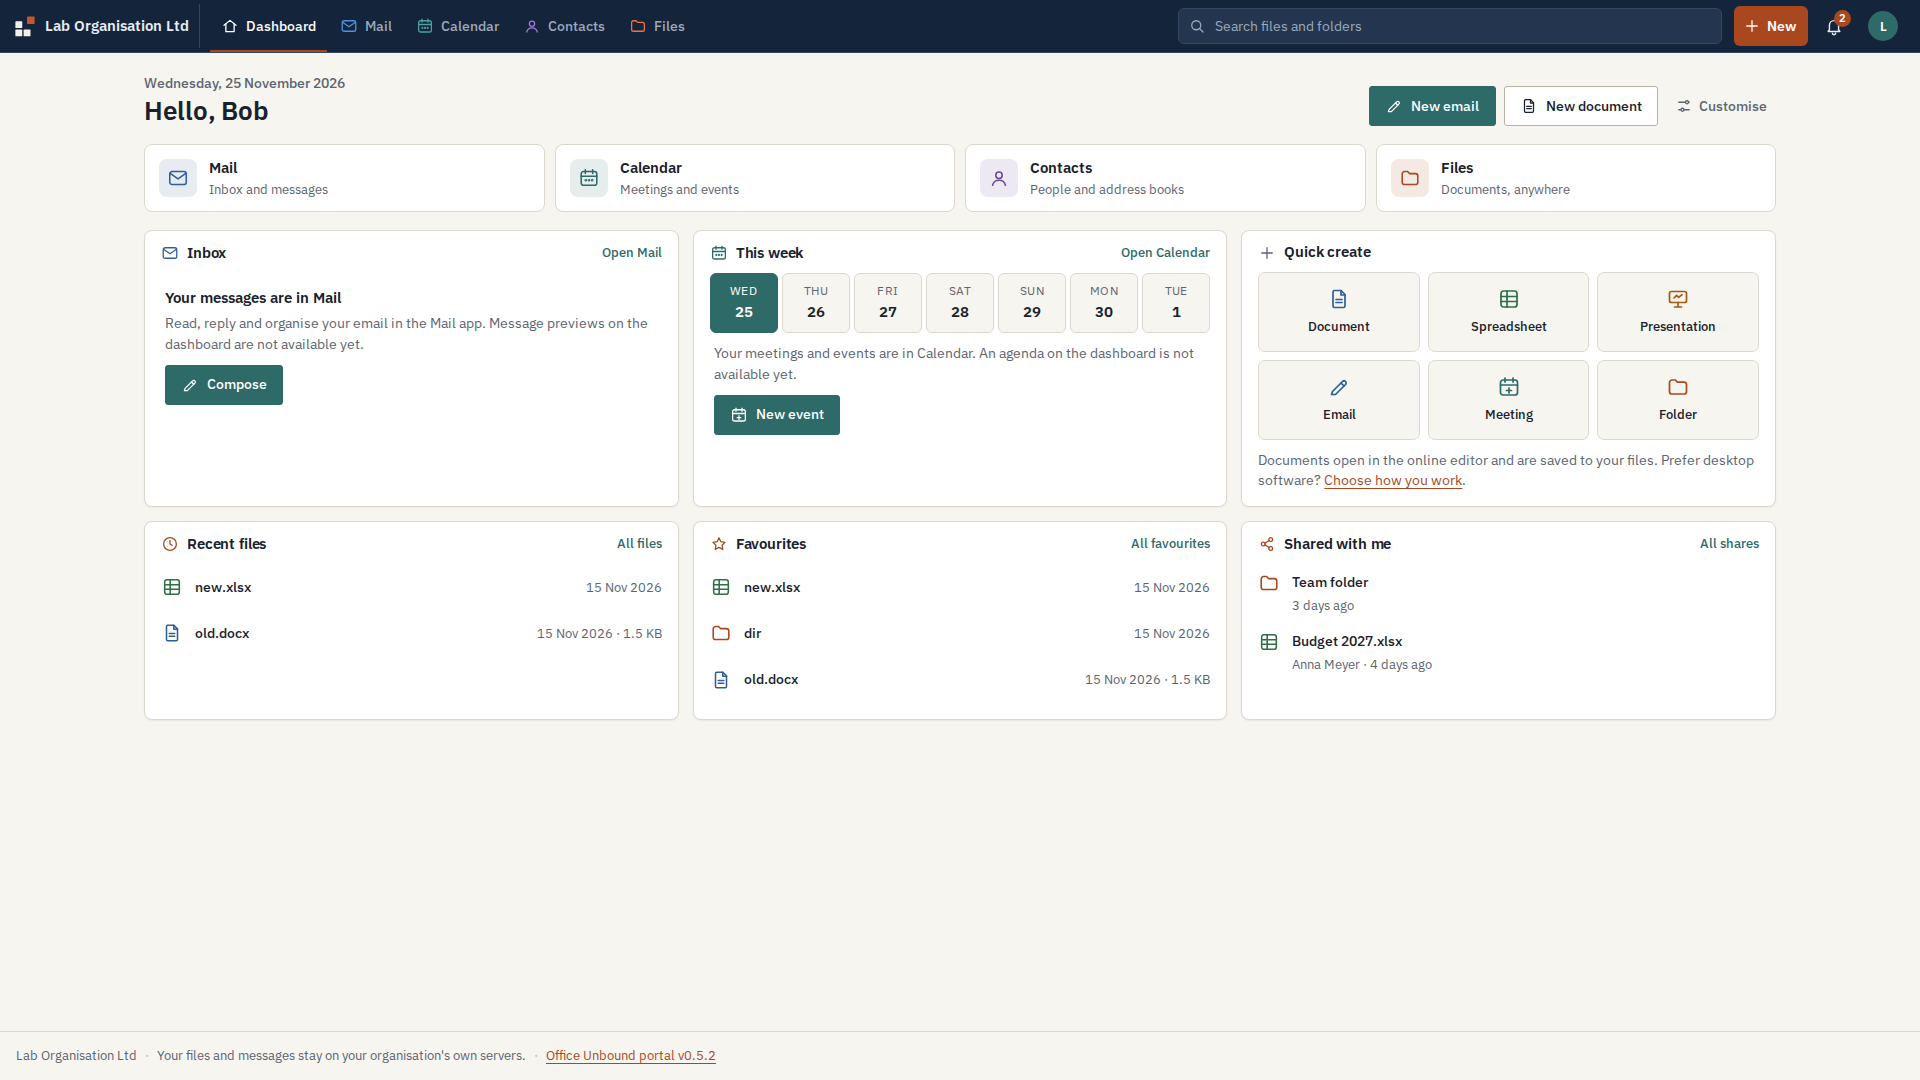 Lab Organisation Ltd
Dashboard
Mail
Calendar
Contacts
Files
Search files and folders
New
2
L
Wednesday, 25 November 2026
Hello, Bob
New email
New document
Customise
Mail
Inbox and messages
Calendar
Meetings and events
Contacts
People and address books
Files
Documents, anywhere
Inbox
Open Mail
Your messages are in Mail
Read, reply and organise your email in the Mail app. Message previews on the
dashboard are not available yet.
Compose
This week
Open Calendar
WED
25
THU
26
FRI
27
SAT
28
SUN
29
MON
30
TUE
1
Your meetings and events are in Calendar. An agenda on the dashboard is not
available yet.
New event
Quick create
Document
Spreadsheet
Presentation
Email
Meeting
Folder
Documents open in the online editor and are saved to your files. Prefer desktop
software? Choose how you work.
Recent files
All files
new.xlsx
15 Nov 2026
old.docx
15 Nov 2026 · 1.5 KB
Favourites
All favourites
new.xlsx
15 Nov 2026
dir
15 Nov 2026
old.docx
15 Nov 2026 · 1.5 KB
Shared with me
All shares
Team folder
3 days ago
Budget 2027.xlsx
Anna Meyer · 4 days ago
Lab Organisation Ltd · Your files and messages stay on your organisation's own servers. · Office Unbound portal v0.5.2